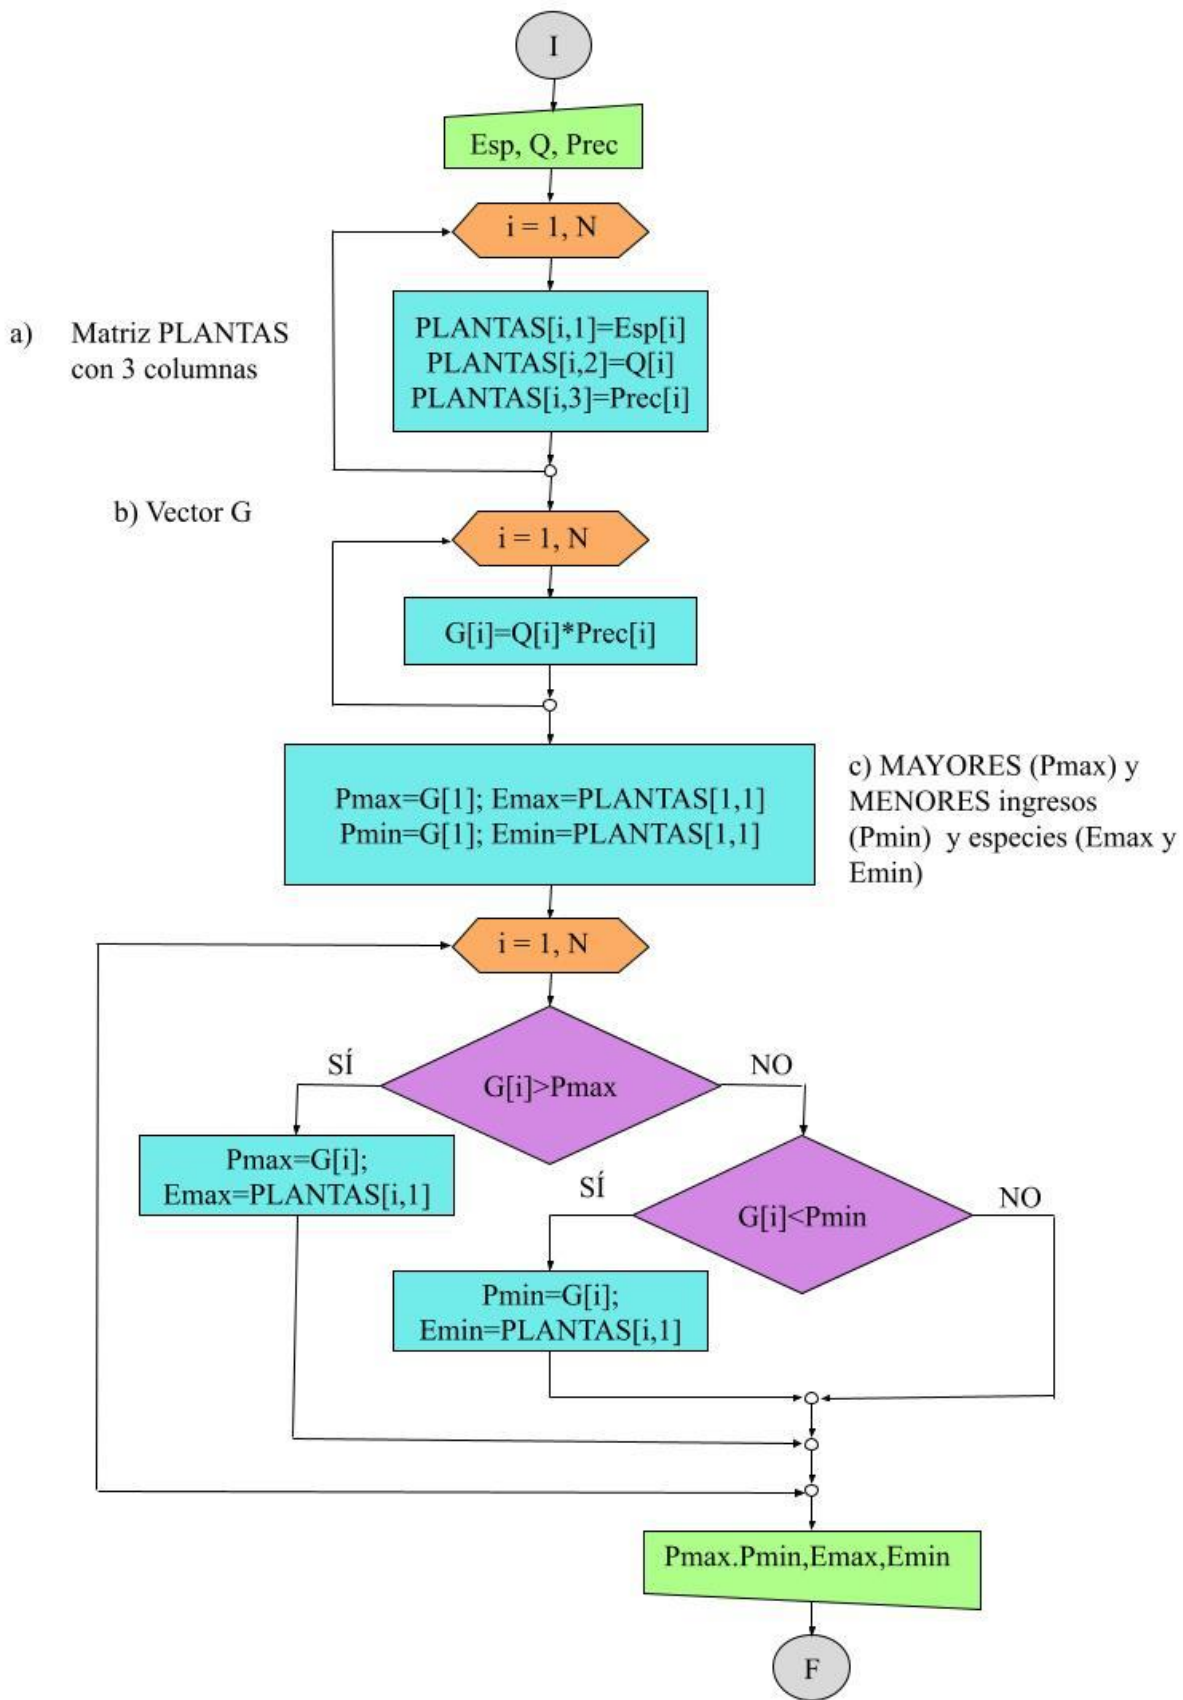 I
Esp, Q, Prec
i = 1, N
a) Matriz PLANTAS
con 3 columnas
PLANTAS[i,1]=Esp[i]
PLANTAS[i,2]=Q[i]
PLANTAS[i,3]=Prec[i]
b) Vector G
i = 1, N
G[i]=Q[i]*Prec[i]
Pmax=G[1]; Emax=PLANTAS[1,1]
Pmin=G[1]; Emin=PLANTAS[1,1]
c) MAYORES (Pmax) y
MENORES ingresos
(Pmin) y especies (Emax y
Emin)
i = 1, N
G[i]>Pmax
SÍ
NO
Pmax=G[i];
Emax=PLANTAS[i,1]
G[i]<Pmin
SÍ
NO
Pmin=G[i];
Emin=PLANTAS[i,1]
Pmax.Pmin,Emax,Emin
F